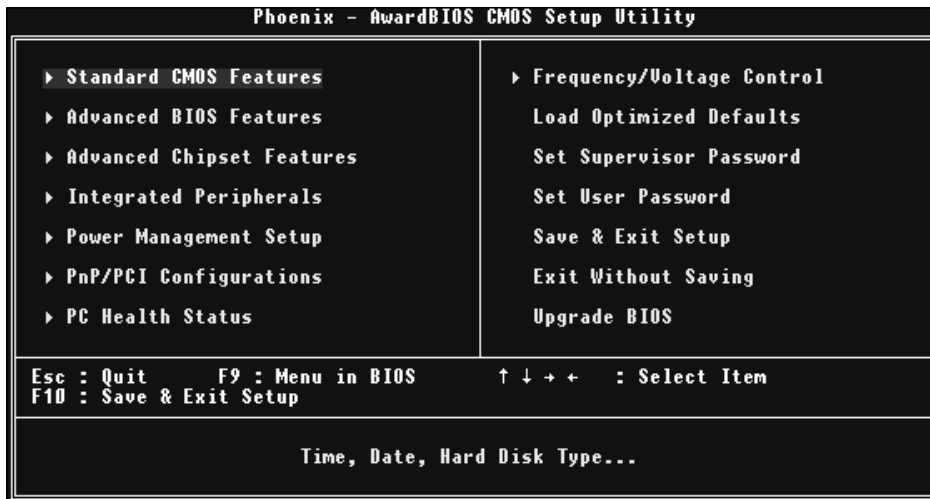 Phoenix - AwardBIOS CMOS Setup Utility
▸ Standard CMOS Features
▸ Advanced BIOS Features
▸ Advanced Chipset Features
▸ Integrated Peripherals
▸ Power Management Setup
▸ PnP/PCI Configurations
▸ PC Health Status
▸ Frequency/Voltage Control
Load Optimized Defaults
Set Supervisor Password
Set User Password
Save & Exit Setup
Exit Without Saving
Upgrade BIOS
Esc : Quit F9 : Menu in BIOS ↑ ↓ → ← : Select Item
F10 : Save & Exit Setup
Time, Date, Hard Disk Type...